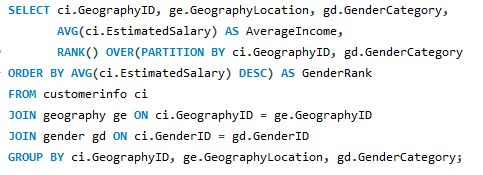 SELECT ci.GeographyID, ge.GeographyLocation, gd.GenderCategory,
AVG(ci.EstimatedSalary) AS AverageIncome,
RANK() OVER(PARTITION BY ci.GeographyID, gd.GenderCategory
ORDER BY AVG(ci.EstimatedSalary) DESC) AS GenderRank
FROM customerinfo ci
JOIN geography ge ON ci.GeographyID = ge.GeographyID
JOIN gender gd ON ci.GenderID = gd.GenderID
GROUP BY ci.GeographyID, ge.GeographyLocation, gd.GenderCategory;